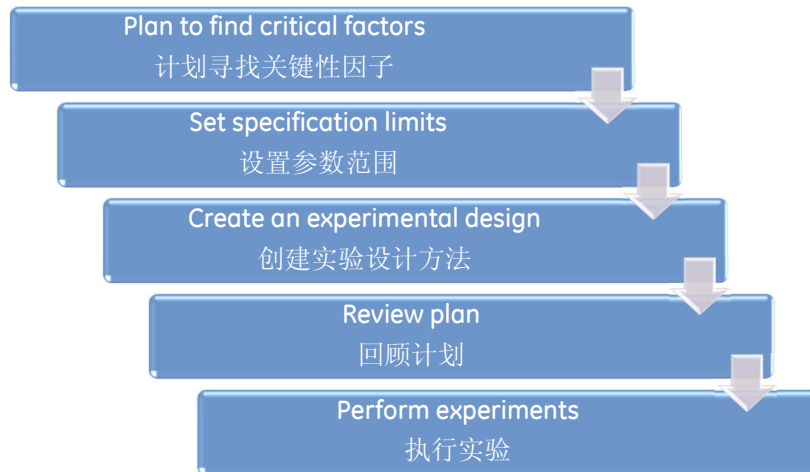 Plan to find critical factors
计划寻找关键性因子
Set specification limits
设置参数范围
Create an experimental design
创建实验设计方法
Review plan
回顾计划
Perform experiments
执行实验